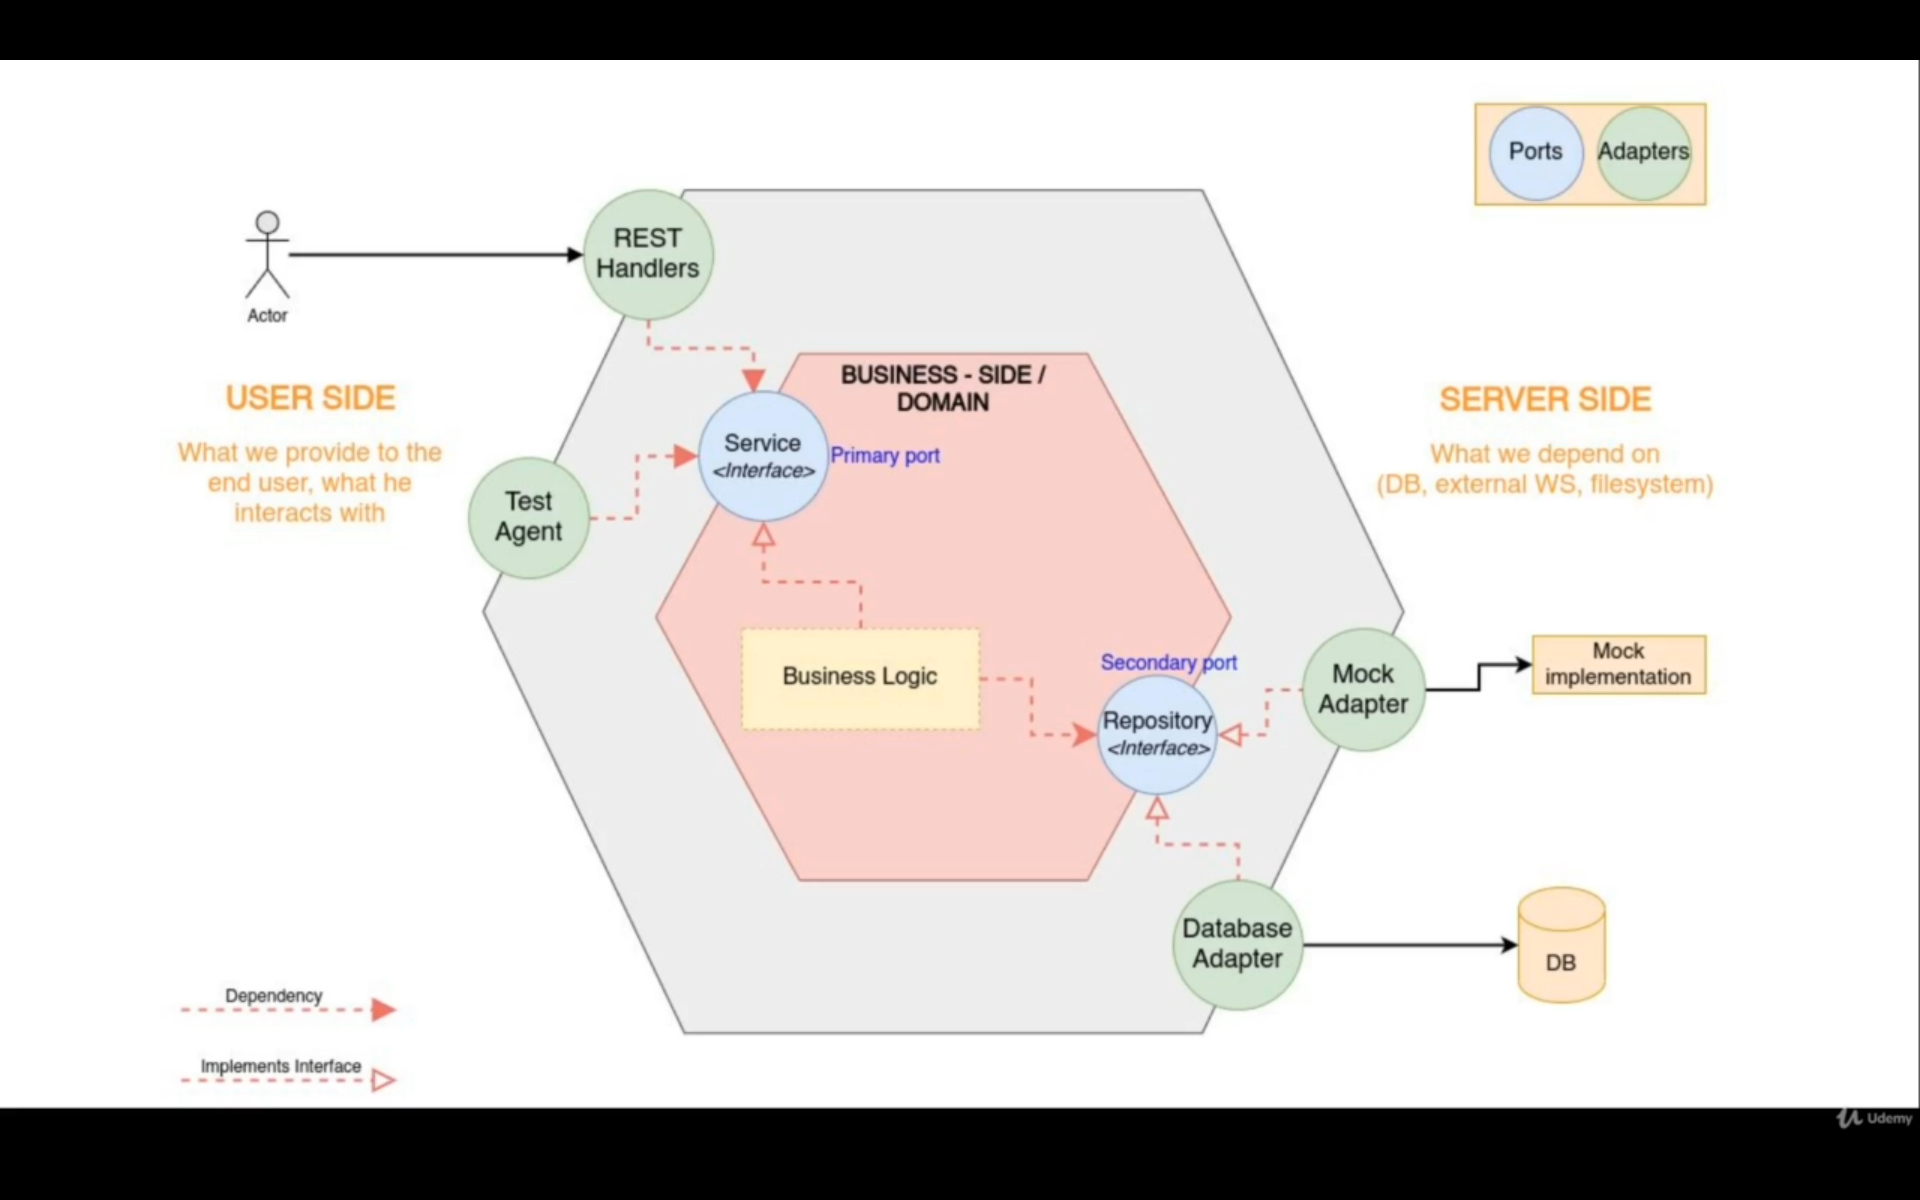 Ports
Adapters
REST
Handlers
Actor
BUSINESS - SIDE /
DOMAIN
USER SIDE
What we provide to the
end user, what he
interacts with
SERVER SIDE
What we depend on
(DB, external WS, filesystem)
Service
<Interface>
Primary port
Test
Agent
Business Logic
Secondary port
Repository
<Interface>
Mock
Adapter
Mock
implementation
Database
Adapter
DB
Dependency
Implements Interface
Udemy